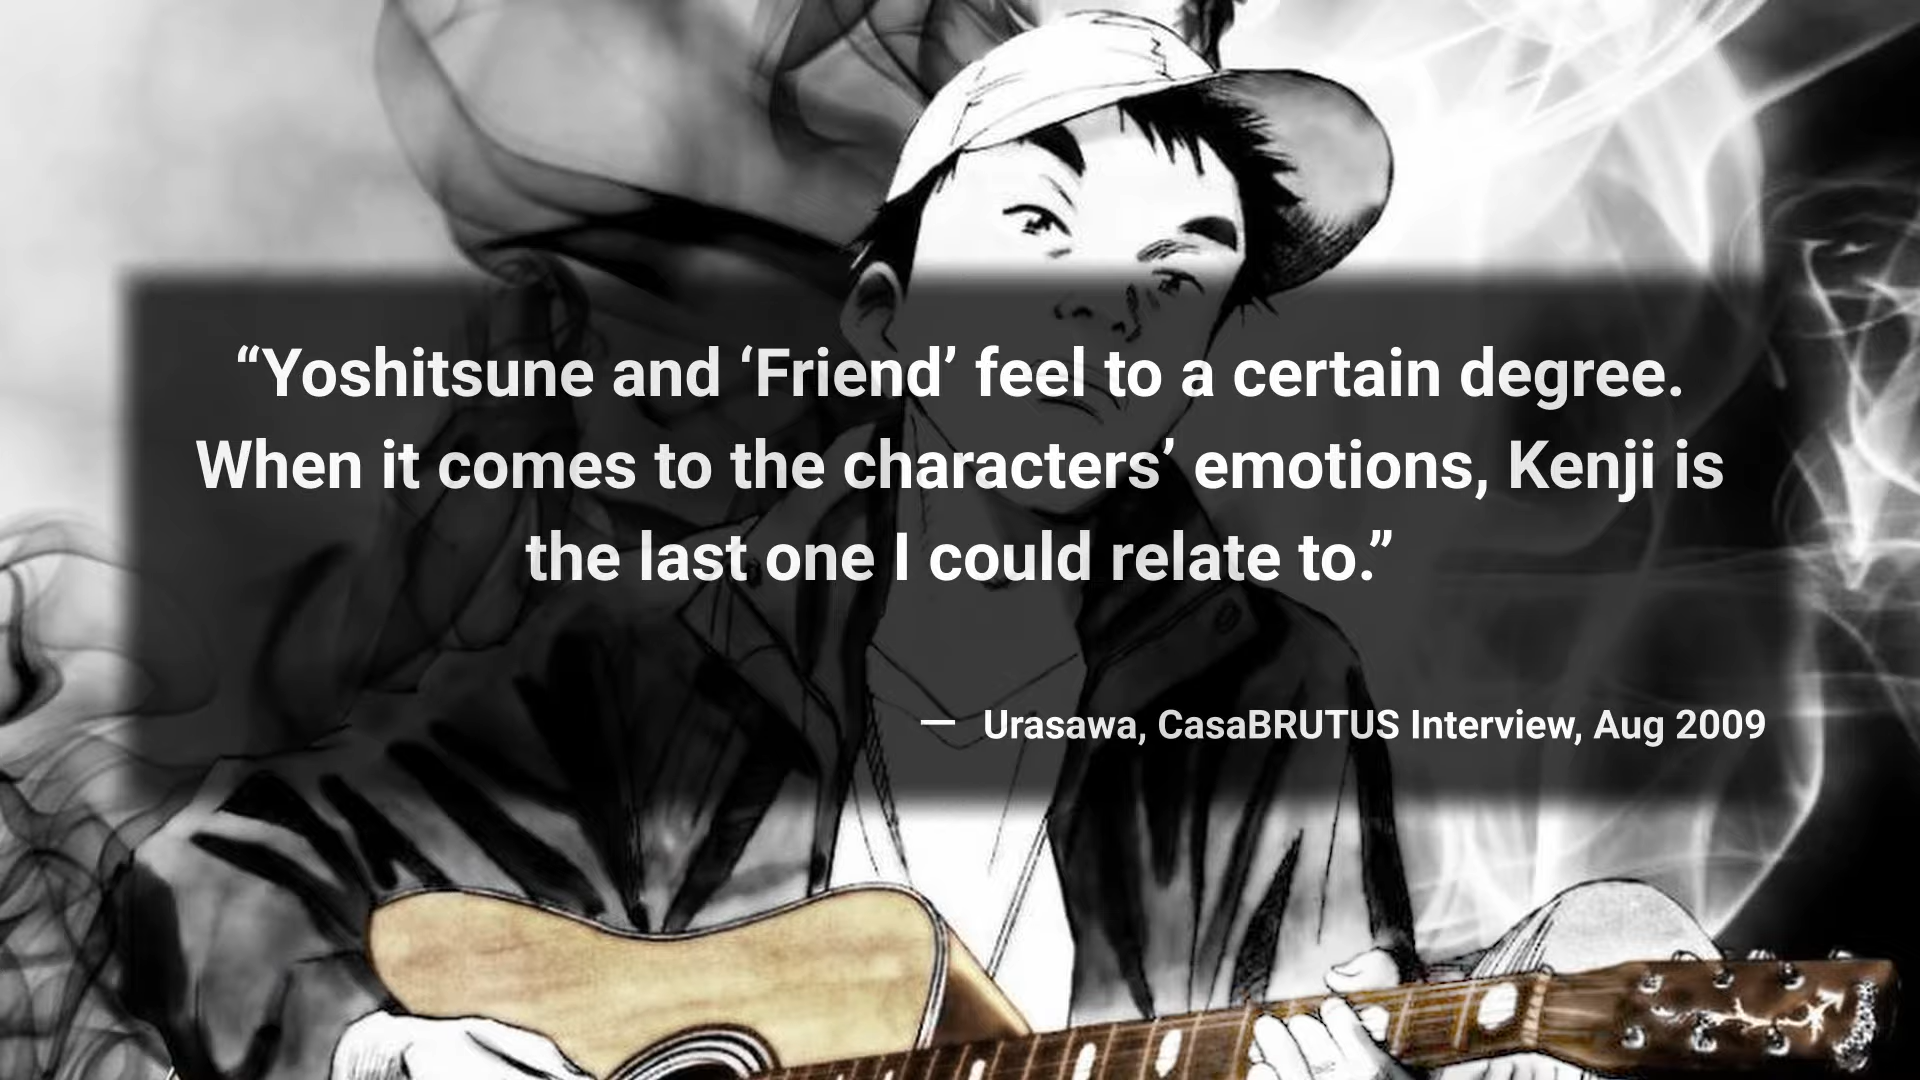 “Yoshitsune and ‘Friend’ feel to a certain degree.
When it comes to the characters’ emotions, Kenji is
the last one I could relate to.”
— Urasawa, CasaBRUTUS Interview, Aug 2009